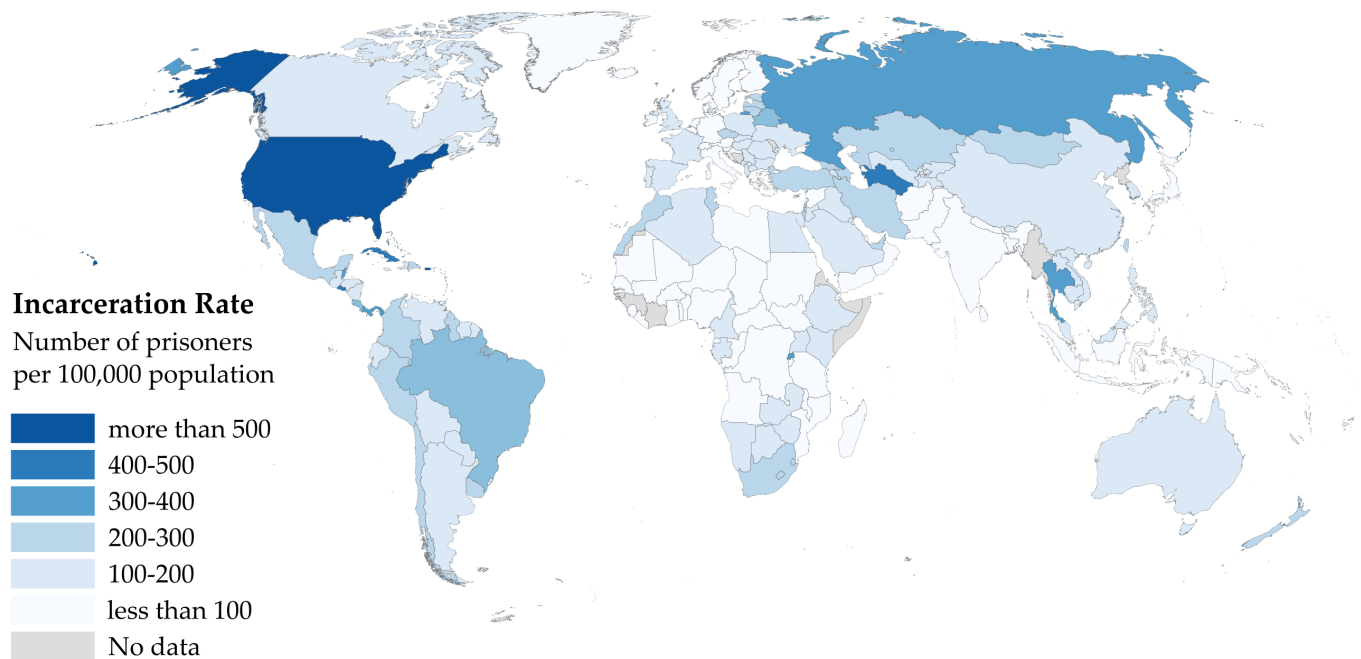 Incarceration Rate
Number of prisoners
per 100,000 population
more than 500
400-500
300-400
200-300
100-200
less than 100
No data